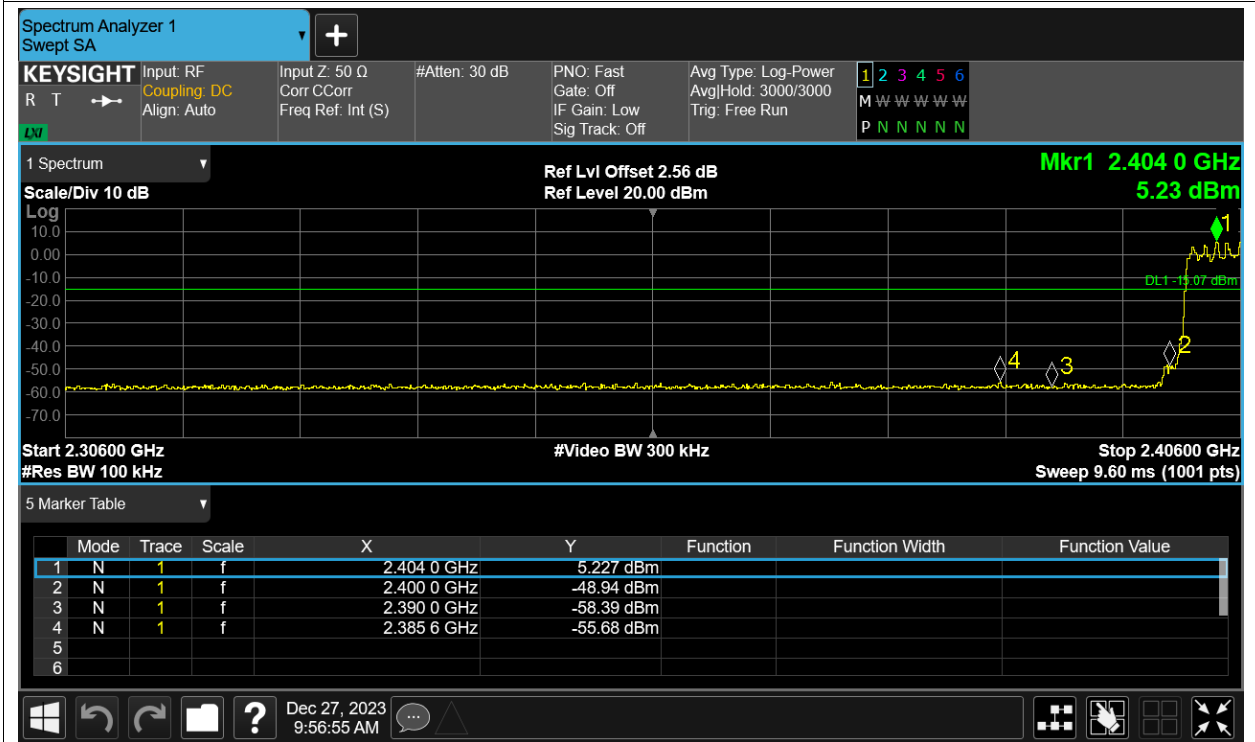 Spectrum Analyzer 1
Swept SA
+
KEYSIGHT Input: RF Input Z: 50 Ω #Atten: 30 dB PNO: Fast Avg Type: Log-Power 1 2 3 4 5 6
R T Coupling: DC Corr CCorr Gate: Off Avg|Hold: 3000/3000 M W W W W W
Align: Auto Freq Ref: Int (S) IF Gain: Low Trig: Free Run
LXI Sig Track: Off P N N N N N
1 Spectrum Ref Lvl Offset 2.56 dB Mkr1 2.404 0 GHz
Scale/Div 10 dB Ref Level 20.00 dBm 5.23 dBm
Log
1
10.0
0.00
-10.0
DL1 -15.07 dBm
-20.0
-30.0
-40.0
2
4 3
-50.0
-60.0
-70.0
Start 2.30600 GHz #Video BW 300 kHz Stop 2.40600 GHz
#Res BW 100 kHz Sweep 9.60 ms (1001 pts)
5 Marker Table
Mode Trace Scale X Y Function Function Width Function Value
1 N 1 f 2.404 0 GHz 5.227 dBm
2 N 1 f 2.400 0 GHz -48.94 dBm
3 N 1 f 2.390 0 GHz -58.39 dBm
4 N 1 f 2.385 6 GHz -55.68 dBm
5
6
? Dec 27, 2023
9:56:55 AM